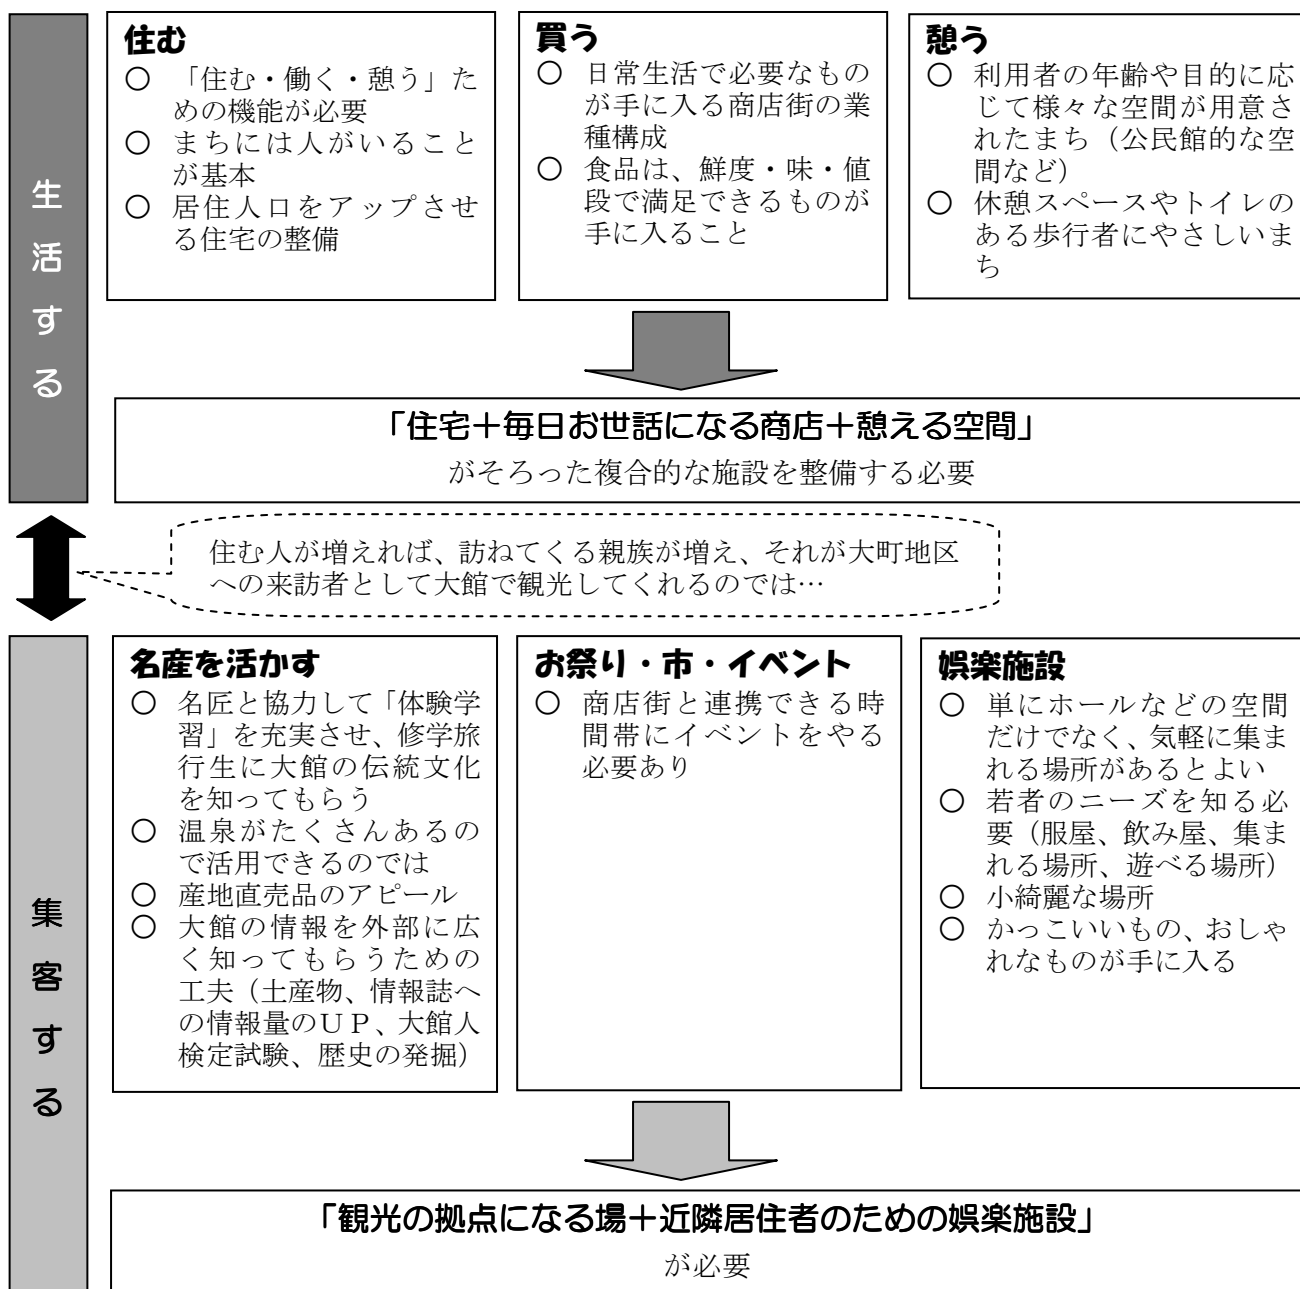 生活する
住む
○ 「住む・働く・憩う」た
めの機能が必要
○ まちには人がいること
が基本
○ 居住人口をアップさせ
る住宅の整備
買う
○ 日常生活で必要なもの
が手に入る商店街の業
種構成
○ 食品は、鮮度・味・値
段で満足できるものが
手に入ること
憩う
○ 利用者の年齢や目的に応
じて様々な空間が用意さ
れたまち（公民館的な空
間など）
○ 休憩スペースやトイレの
ある歩行者にやさしいま
ち
「住宅＋毎日お世話になる商店＋憩える空間」
がそろった複合的な施設を整備する必要
住む人が増えれば、訪ねてくる親族が増え、それが大町地区
への来訪者として大館で観光してくれるのでは…
集客する
名産を活かす
○ 名匠と協力して「体験学
習」を充実させ、修学旅
行生に大館の伝統文化
を知ってもらう
○ 温泉がたくさんあるの
で活用できるのでは
○ 産地直売品のアピール
○ 大館の情報を外部に広
く知ってもらうための
工夫（土産物、情報誌へ
の情報量のＵＰ、大館人
検定試験、歴史の発掘）
お祭り・市・イベント
○ 商店街と連携できる時
間帯にイベントをやる
必要あり
娯楽施設
○ 単にホールなどの空間
だけでなく、気軽に集ま
れる場所があるとよい
○ 若者のニーズを知る必
要（服屋、飲み屋、集ま
れる場所、遊べる場所）
○ 小綺麗な場所
○ かっこいいもの、おしゃ
れなものが手に入る
「観光の拠点になる場＋近隣居住者のための娯楽施設」
が必要